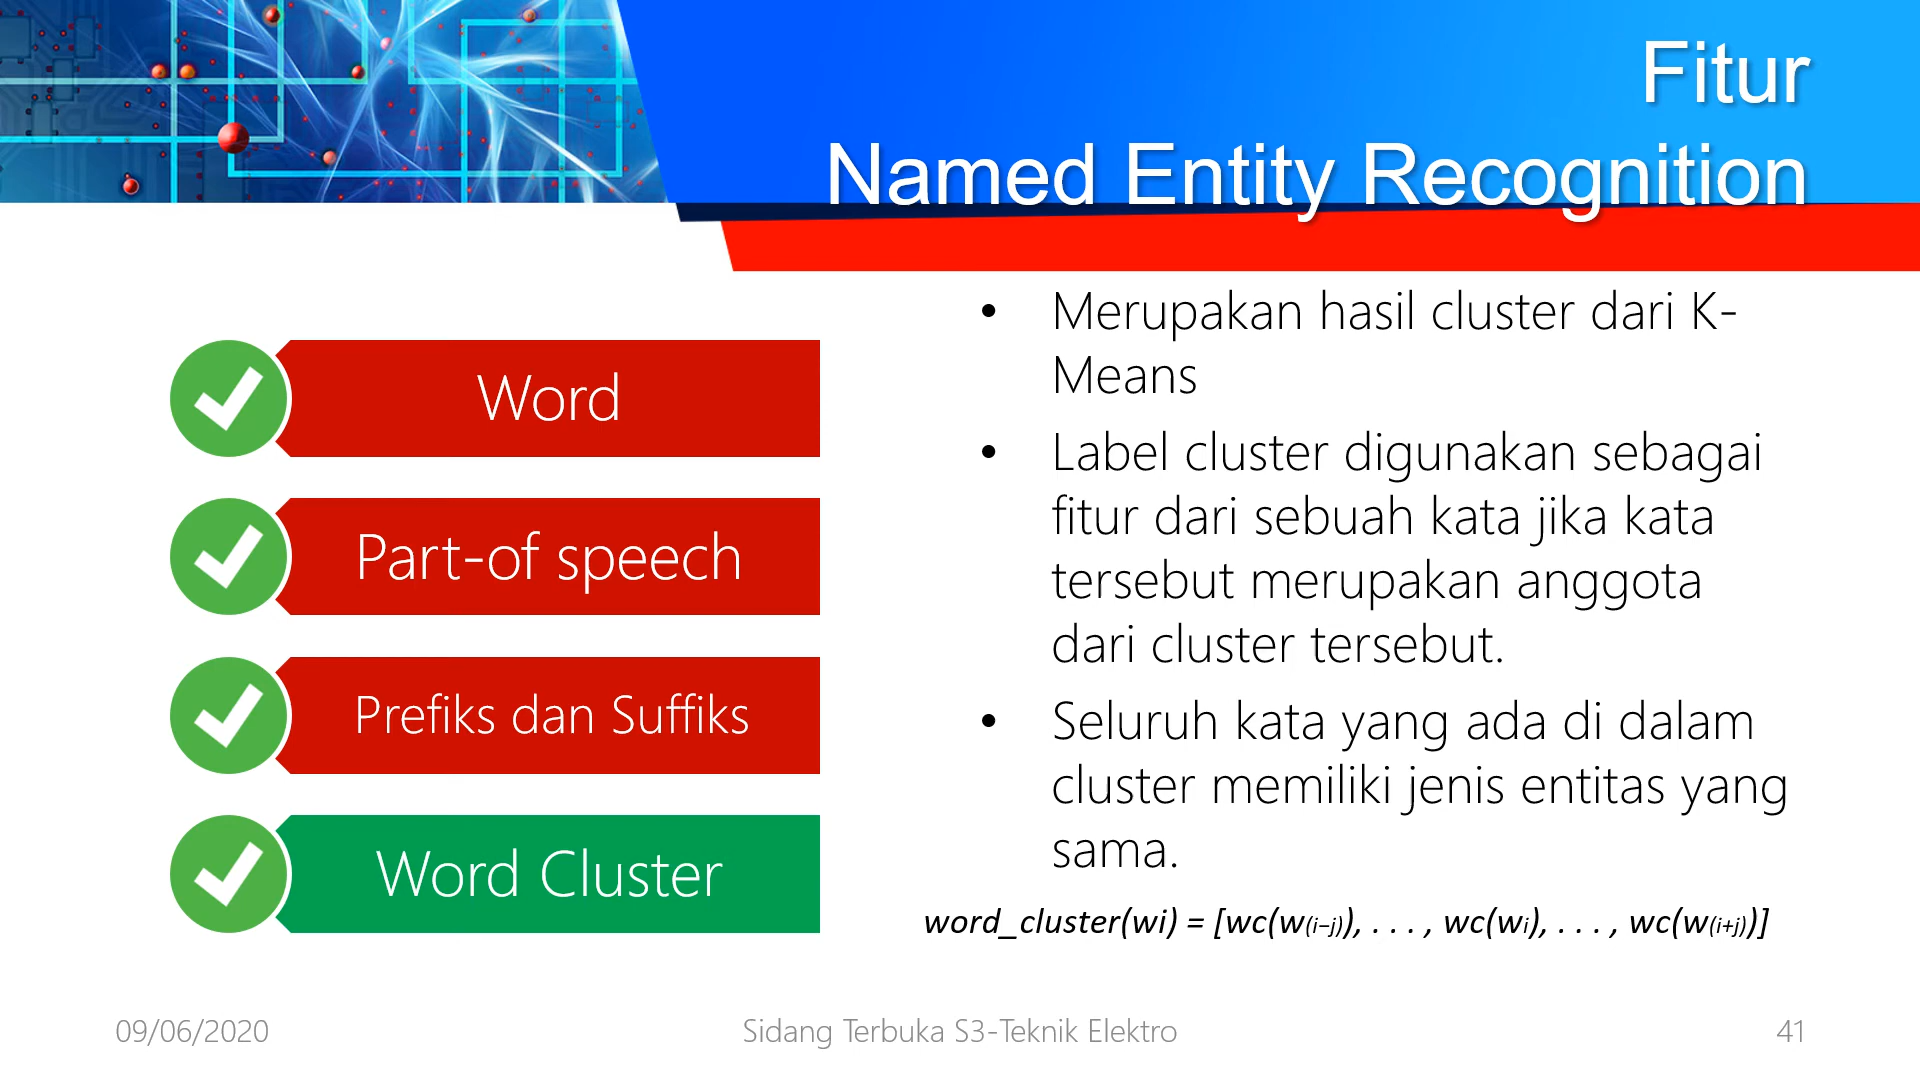 Fitur
Named Entity Recognition
Word
Part-of speech
Prefiks dan Suffiks
Word Cluster
• Merupakan hasil cluster dari K-
Means
• Label cluster digunakan sebagai
fitur dari sebuah kata jika kata
tersebut merupakan anggota
dari cluster tersebut.
• Seluruh kata yang ada di dalam
cluster memiliki jenis entitas yang
sama.
word_cluster(wi) = [wc(w(i−j)), . . . , wc(wi), . . . , wc(w(i+j))]
09/06/2020
Sidang Terbuka S3-Teknik Elektro
41